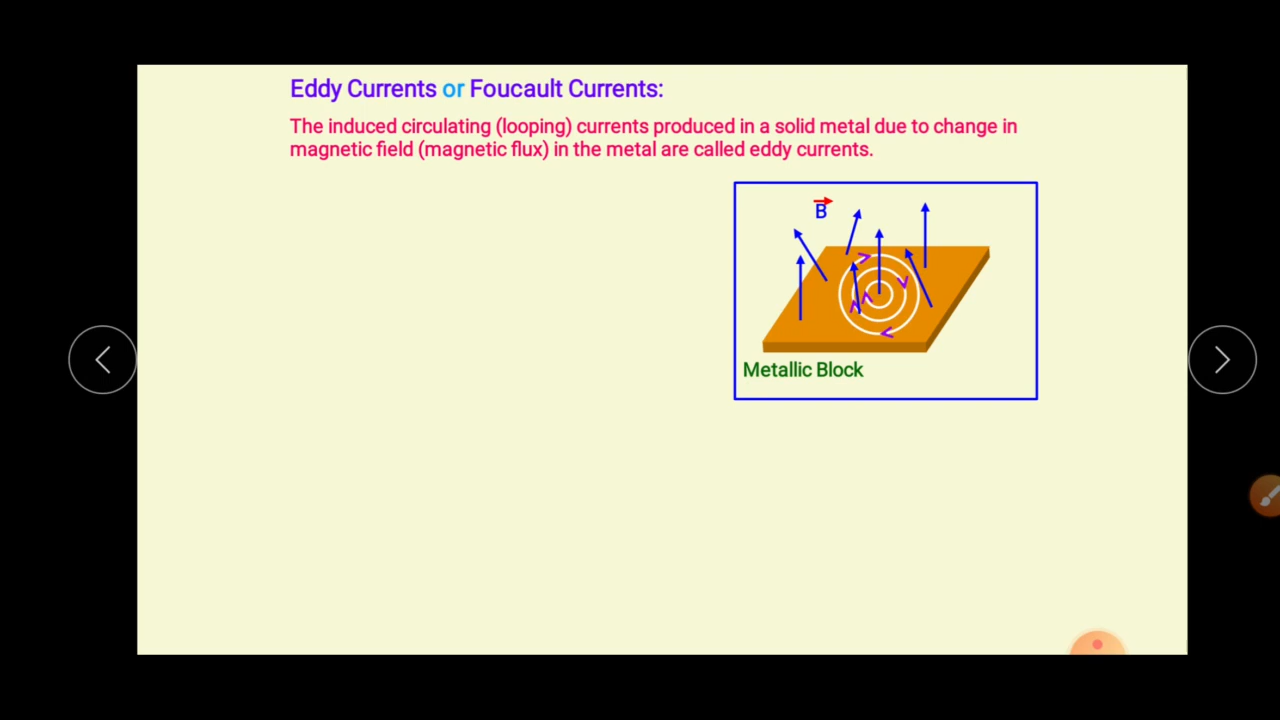 Eddy Currents or Foucault Currents:
The induced circulating (looping) currents produced in a solid metal due to change in
magnetic field (magnetic flux) in the metal are called eddy currents.
B
Metallic Block